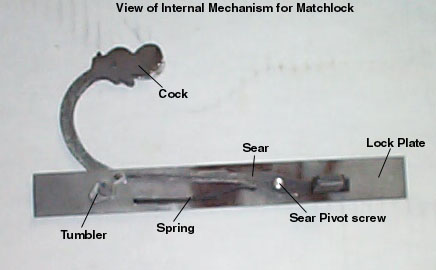 View of Internal Mechanism for Matchlock
Cock
Lock Plate
Sear
Sear Pivot screw
Spring
Tumbler